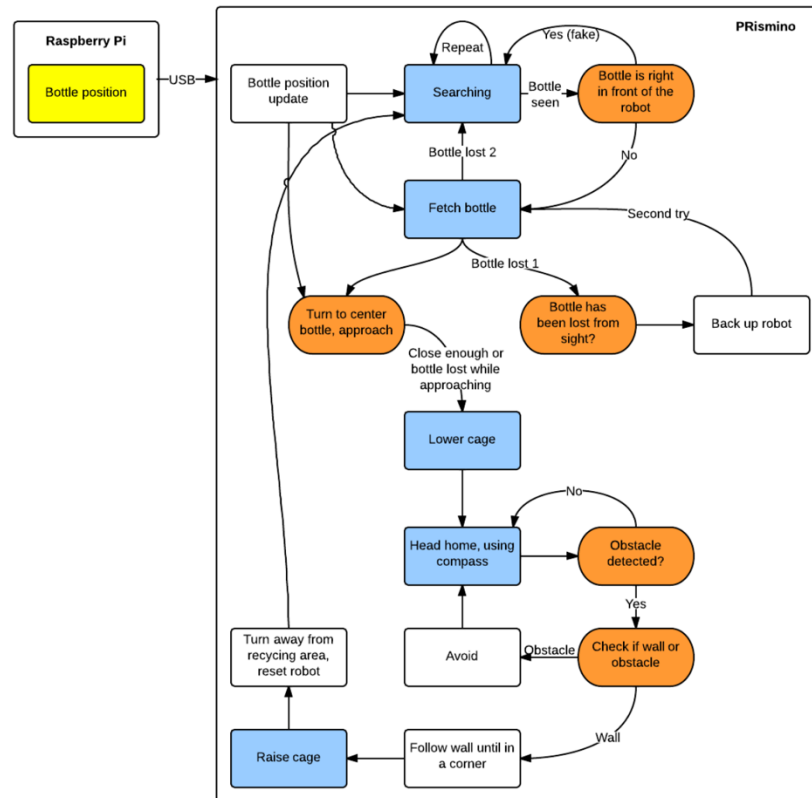 PRismino
Raspberry Pi
Bottle position
USB
Bottle position
update
Repeat
Searching
Bottle
seen
Yes (fake)
Bottle is right
in front of the
robot
No
Bottle lost 2
Fetch bottle
Second try
Bottle lost 1
Turn to center
bottle, approach
Bottle has
been lost from
sight?
Back up robot
Close enough or
bottle lost while
approaching
Lower cage
No
Head home, using
compass
Obstacle
detected?
Yes
Turn away from
recycing area,
reset robot
Avoid
Obstacle
Check if wall or
obstacle
Wall
Raise cage
Follow wall until in
a corner